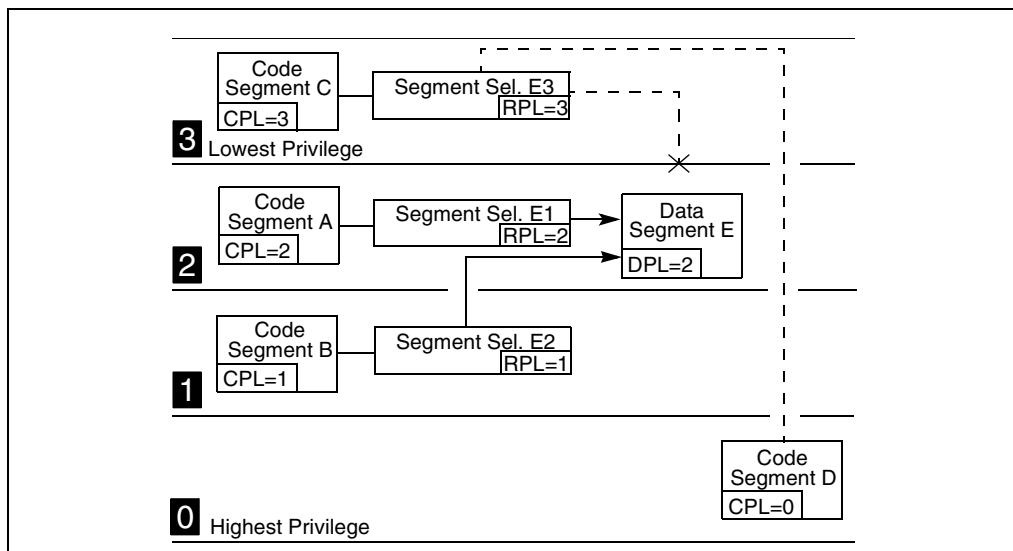 Code
Segment C
CPL=3
Segment Sel. E3
RPL=3
3
Lowest Privilege
Code
Segment A
CPL=2
Segment Sel. E1
RPL=2
Data
Segment E
DPL=2
2
Code
Segment B
CPL=1
Segment Sel. E2
RPL=1
1
Code
Segment D
CPL=0
0
Highest Privilege